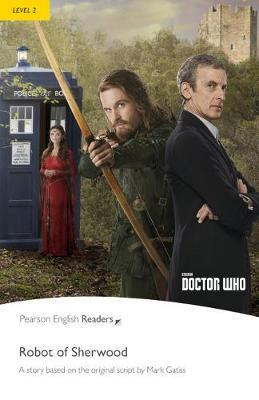 LEVEL 2
POLICE BOX
BBC
DOCTOR WHO
Pearson English Readers
Robot of Sherwood
A story based on the original script by Mark Gatiss